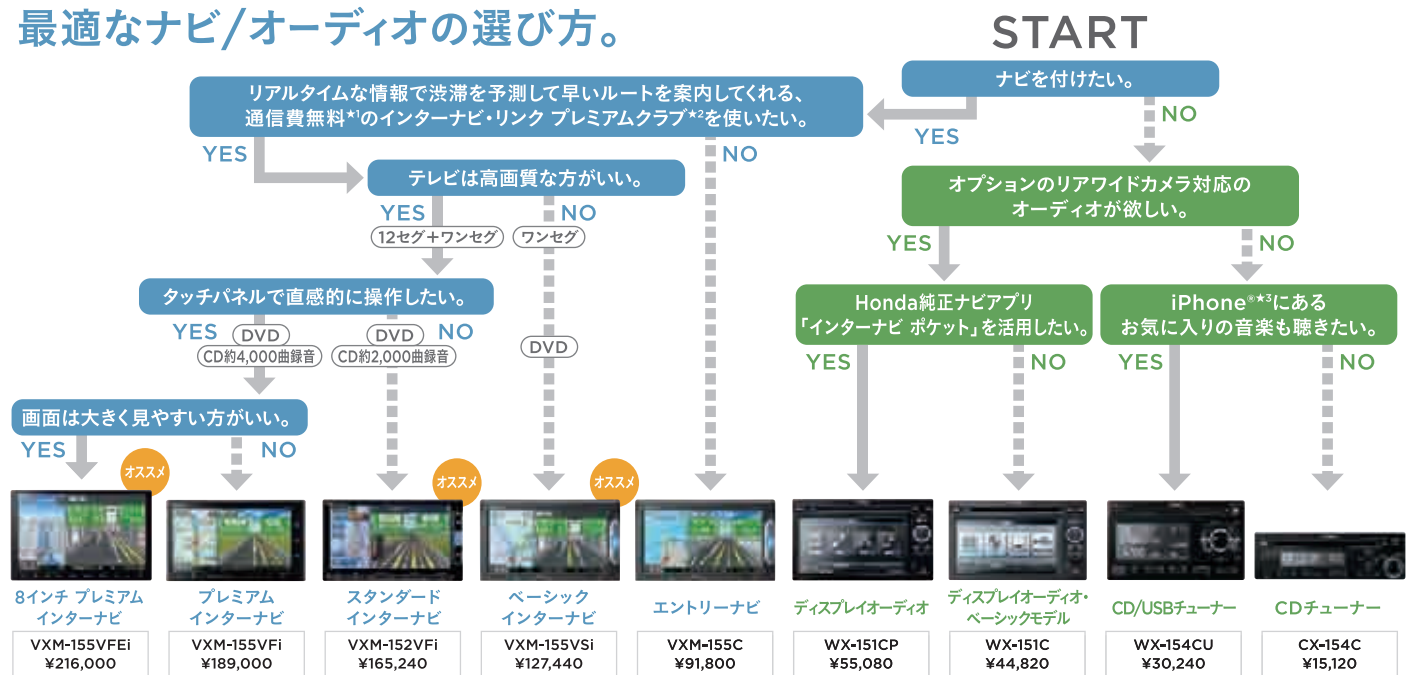 最適なナビ/オーディオの選び方。
START
ナビを付けたい。
YES
NO
リアルタイムな情報で渋滞を予測して早いルートを案内してくれる、
通信費無料★1のインターナビ・リンク プレミアムクラブ★2を使いたい。
YES
NO
テレビは高画質な方がいい。
YES
12セグ+ワンセグ
NO
ワンセグ
オプションのリアワイドカメラ対応の
オーディオが欲しい。
YES
NO
タッチパネルで直感的に操作したい。
YES
DVD
CD約4,000曲録音
NO
DVD
CD約2,000曲録音
DVD
Honda純正ナビアプリ
「インターナビ ポケット」を活用したい。
YES
NO
iPhone®★3にある
お気に入りの音楽も聴きたい。
YES
NO
画面は大きく見やすい方がいい。
YES
NO
オススメ
オススメ
オススメ
8インチ プレミアム
インターナビ
VXM-155VFEi
¥216,000
プレミアム
インターナビ
VXM-155VFi
¥189,000
スタンダード
インターナビ
VXM-152VFi
¥165,240
ベーシック
インターナビ
VXM-155VSi
¥127,440
エントリーナビ
VXM-155C
¥91,800
ディスプレイオーディオ
WX-151CP
¥55,080
ディスプレイオーディオ・
ベーシックモデル
WX-151C
¥44,820
CD/USBチューナー
WX-154CU
¥30,240
CDチューナー
CX-154C
¥15,120